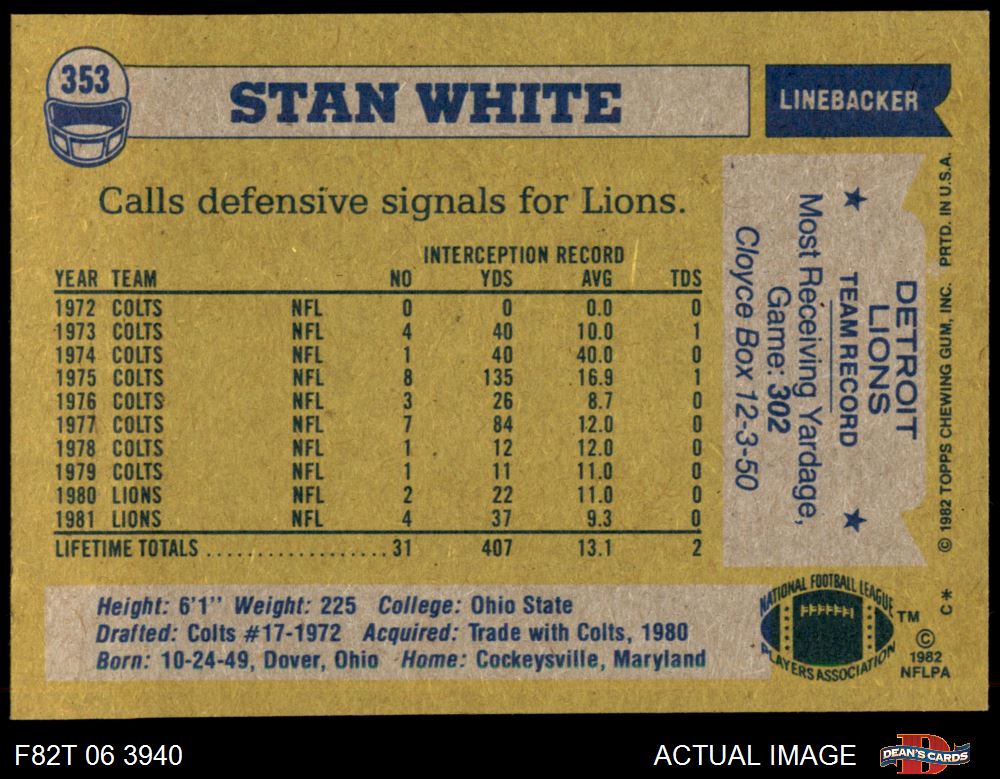 353
STAN WHITE
LINEBACKER
Calls defensive signals for Lions.
INTERCEPTION RECORD
YEAR TEAM NO YDS AVG TDS
1972 COLTS NFL 0 0 0.0 0
1973 COLTS NFL 4 40 10.0 1
1974 COLTS NFL 1 40 40.0 0
1975 COLTS NFL 8 135 16.9 1
1976 COLTS NFL 3 26 8.7 0
1977 COLTS NFL 7 84 12.0 0
1978 COLTS NFL 1 12 12.0 0
1979 COLTS NFL 1 11 11.0 0
1980 LIONS NFL 2 22 11.0 0
1981 LIONS NFL 4 37 9.3 0
LIFETIME TOTALS .................. 31 407 13.1 2
Height: 6'1" Weight: 225 College: Ohio State
Drafted: Colts #17-1972 Acquired: Trade with Colts, 1980
Born: 10-24-49, Dover, Ohio Home: Cockeysville, Maryland
DETROIT
LIONS
TEAM RECORD
Most Receiving Yardage,
Game: 302
Cloyce Box 12-3-50
© 1982 TOPPS CHEWING GUM, INC. PRTD. IN U.S.A.
C*
NATIONAL FOOTBALL LEAGUE
PLAYERS ASSOCIATION
TM
©
1982
NFLPA
F82T 06 3940
ACTUAL IMAGE
DEAN'S CARDS